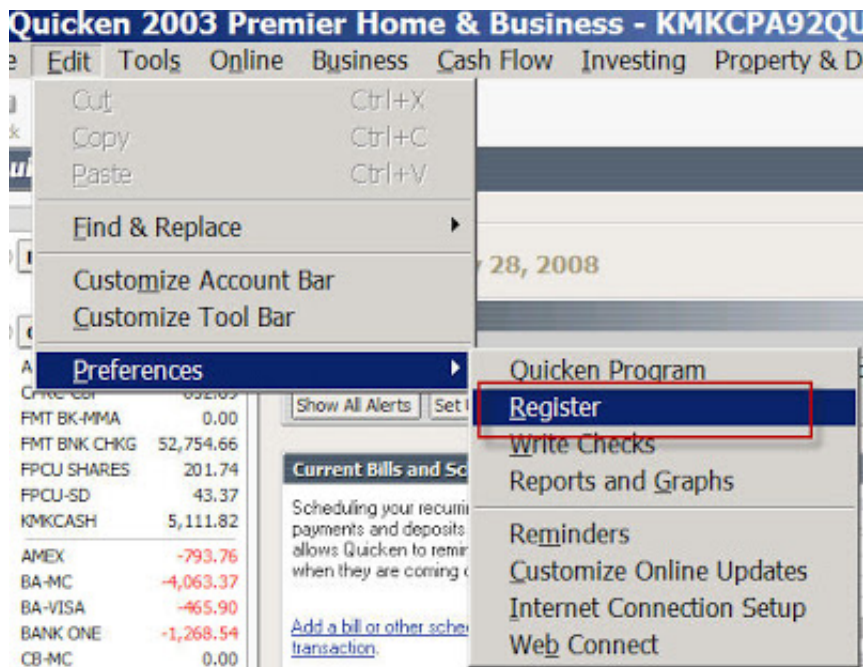 Quicken 2003 Premier Home & Business - KMKCPA92QU
Edit Tools Online Business Cash Flow Investing Property & D
Cut Ctrl+X
Copy Ctrl+C
Paste Ctrl+V
Find & Replace
28, 2008
Customize Account Bar
Customize Tool Bar
Preferences
Quicken Program
Register
Write Checks
Reports and Graphs
Reminders
Customize Online Updates
Internet Connection Setup
Web Connect
Show All Alerts Set
FMT BK-MMA 0.00
FMT BNK CHKG 52,754.66
FPCU SHARES 201.74
FPCU-SD 43.37
KMKCASH 5,111.82
AMEX -793.76
BA-MC -4,063.37
BA-VISA -465.90
BANK ONE -1,268.54
CB-MC 0.00
Current Bills and Sc
Scheduling your recurri
payments and deposits
allows Quicken to remin
when they are coming
Add a bill or other sche
transaction.